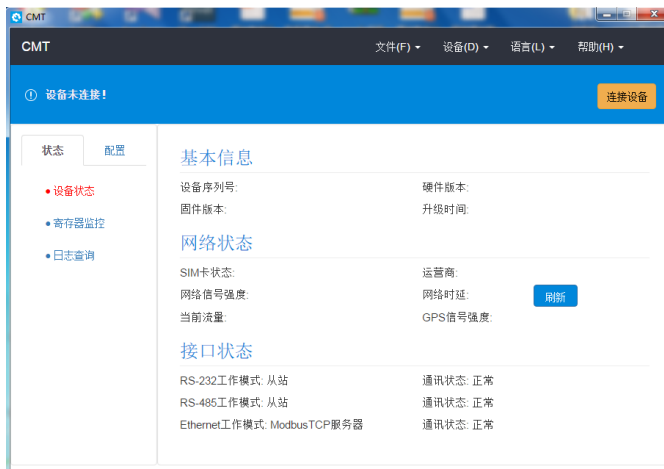 CMT
CMT 文件(F) 设备(D) 语言(L) 帮助(H)
设备未连接! 连接设备
状态 配置
设备状态
寄存器监控
日志查询
基本信息
设备序列号: 硬件版本:
固件版本: 升级时间:
网络状态
SIM卡状态: 运营商:
网络信号强度: 网络时延: 刷新
当前流量: GPS信号强度:
接口状态
RS-232工作模式: 从站 通讯状态: 正常
RS-485工作模式: 从站 通讯状态: 正常
Ethernet工作模式: ModbusTCP服务器 通讯状态: 正常